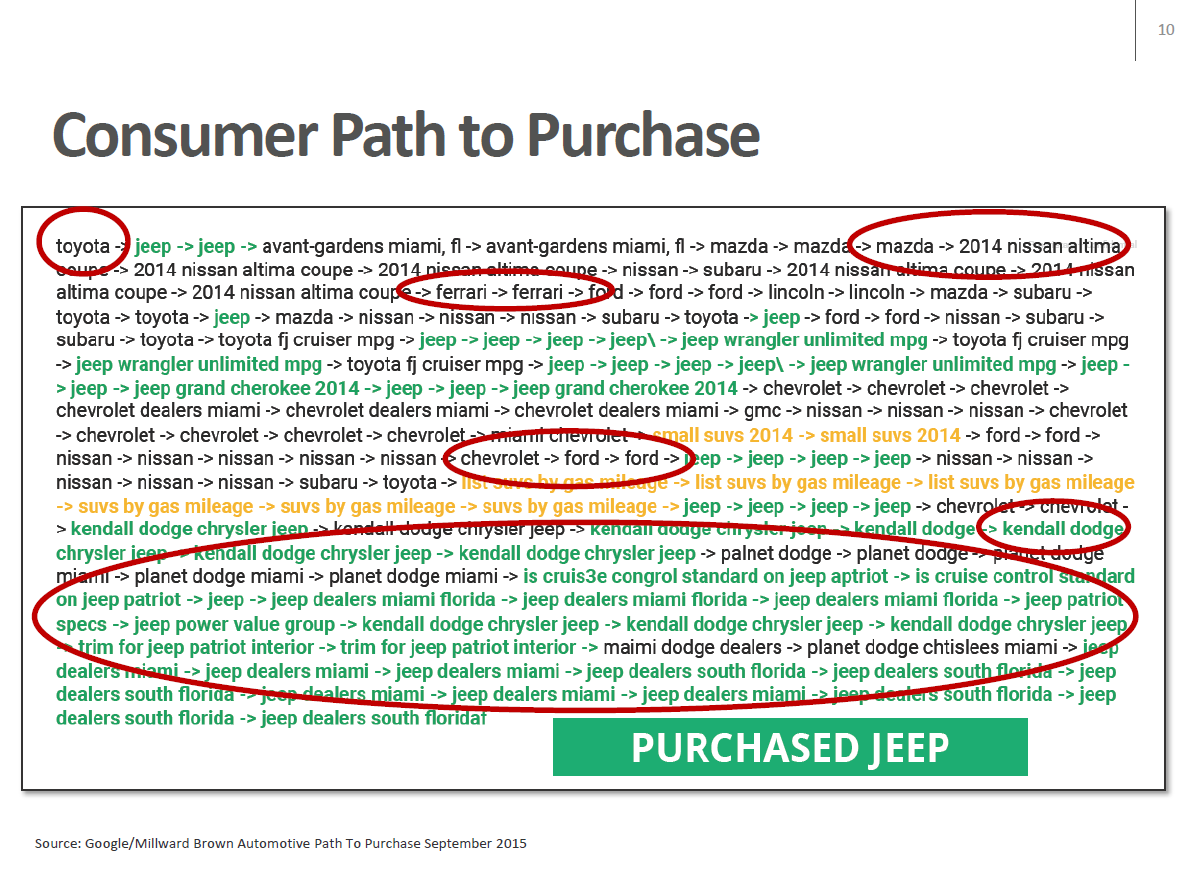 10
Consumer Path to Purchase
toyota -> jeep -> jeep -> avant-gardens miami, fl -> avant-gardens miami, fl -> mazda -> mazda -> mazda -> 2014 nissan altima
coupe -> 2014 nissan altima coupe -> 2014 nissan altima coupe -> nissan -> subaru -> 2014 nissan altima coupe -> 2014 nissan
altima coupe -> 2014 nissan altima coupe -> ferrari -> ferrari -> ford -> ford -> ford -> lincoln -> lincoln -> mazda -> subaru ->
toyota -> toyota -> jeep -> mazda -> nissan -> nissan -> nissan -> subaru -> toyota -> jeep -> ford -> ford -> nissan -> subaru ->
subaru -> toyota -> toyota fj cruiser mpg -> jeep -> jeep -> jeep -> jeep\ -> jeep wrangler unlimited mpg -> toyota fj cruiser mpg
-> jeep wrangler unlimited mpg -> toyota fj cruiser mpg -> jeep -> jeep -> jeep -> jeep\ -> jeep wrangler unlimited mpg -> jeep -
> jeep -> jeep grand cherokee 2014 -> jeep -> jeep -> jeep grand cherokee 2014 -> chevrolet -> chevrolet -> chevrolet ->
chevrolet dealers miami -> chevrolet dealers miami -> chevrolet dealers miami -> gmc -> nissan -> nissan -> nissan -> chevrolet
-> chevrolet -> chevrolet -> chevrolet -> chevrolet -> miami chevrolet -> small suvs 2014 -> small suvs 2014 -> ford -> ford ->
nissan -> nissan -> nissan -> nissan -> nissan -> chevrolet -> ford -> ford -> jeep -> jeep -> jeep -> jeep -> nissan -> nissan ->
nissan -> nissan -> nissan -> subaru -> toyota -> list suvs by gas mileage -> list suvs by gas mileage -> list suvs by gas mileage
-> suvs by gas mileage -> suvs by gas mileage -> suvs by gas mileage -> jeep -> jeep -> jeep -> jeep -> chevrolet -> chevrolet -
> kendall dodge chrysler jeep -> kendall dodge chrysler jeep -> kendall dodge chrysler jeep -> kendall dodge -> kendall dodge
chrysler jeep -> kendall dodge chrysler jeep -> kendall dodge chrysler jeep -> palnet dodge -> planet dodge -> planet dodge
miami -> planet dodge miami -> planet dodge miami -> is cruis3e congrol standard on jeep aptriot -> is cruise control standard
on jeep patriot -> jeep -> jeep dealers miami florida -> jeep dealers miami florida -> jeep dealers miami florida -> jeep patriot
specs -> jeep power value group -> kendall dodge chrysler jeep -> kendall dodge chrysler jeep -> kendall dodge chrysler jeep
-> trim for jeep patriot interior -> trim for jeep patriot interior -> maimi dodge dealers -> planet dodge chtislees miami -> jeep
dealers miami -> jeep dealers miami -> jeep dealers miami -> jeep dealers south florida -> jeep dealers south florida -> jeep
dealers south florida -> jeep dealers miami -> jeep dealers miami -> jeep dealers miami -> jeep dealers south florida -> jeep
dealers south florida -> jeep dealers south floridaf
PURCHASED JEEP
Source: Google/Millward Brown Automotive Path To Purchase September 2015